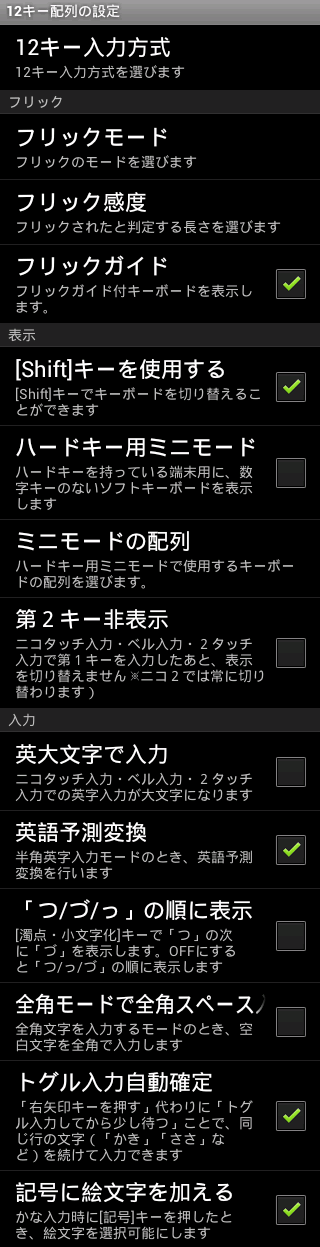 12キー配列の設定
12キー入力方式
12キー入力方式を選びます
フリック
フリックモード
フリックのモードを選びます
フリック感度
フリックされたと判定する長さを選びます
フリックガイド
フリックガイド付キーボードを表示し
ます。
表示
[Shift]キーを使用する
[Shift]キーでキーボードを切り替えるこ
とができます
ハードキー用ミニモード
ハードキーを持っている端末用に、数
字キーのないソフトキーボードを表示
します
ミニモードの配列
ハードキー用ミニモードで使用するキーボー
ドの配列を選びます。
第２キー非表示
ニコタッチ入力・ベル入力・２タッチ
入力で第１キーを入力したあと、表示
を切り替えません※ニコ２では常に切り
替わります）
入力
英大文字で入力
ニコタッチ入力・ベル入力・２タッチ
入力での英字入力が大文字になります
英語予測変換
半角英字入力モードのとき、英語予測
変換を行います
「つ/づ/っ」の順に表示
[濁点・小文字化]キーで「つ」の次
に「づ」を表示します。OFFにする
と「つ/っ/づ」の順に表示します
全角モードで全角スペース入
全角文字を入力するモードのとき、空
白文字を全角で入力します
トグル入力自動確定
「右矢印キーを押す」代わりに「トグ
ル入力してから少し待つ」ことで、同
じ行の文字（「かき」「ささ」な
ど）を続けて入力できます
記号に絵文字を加える
かな入力時に[記号]キーを押したと
き、絵文字を選択可能にします